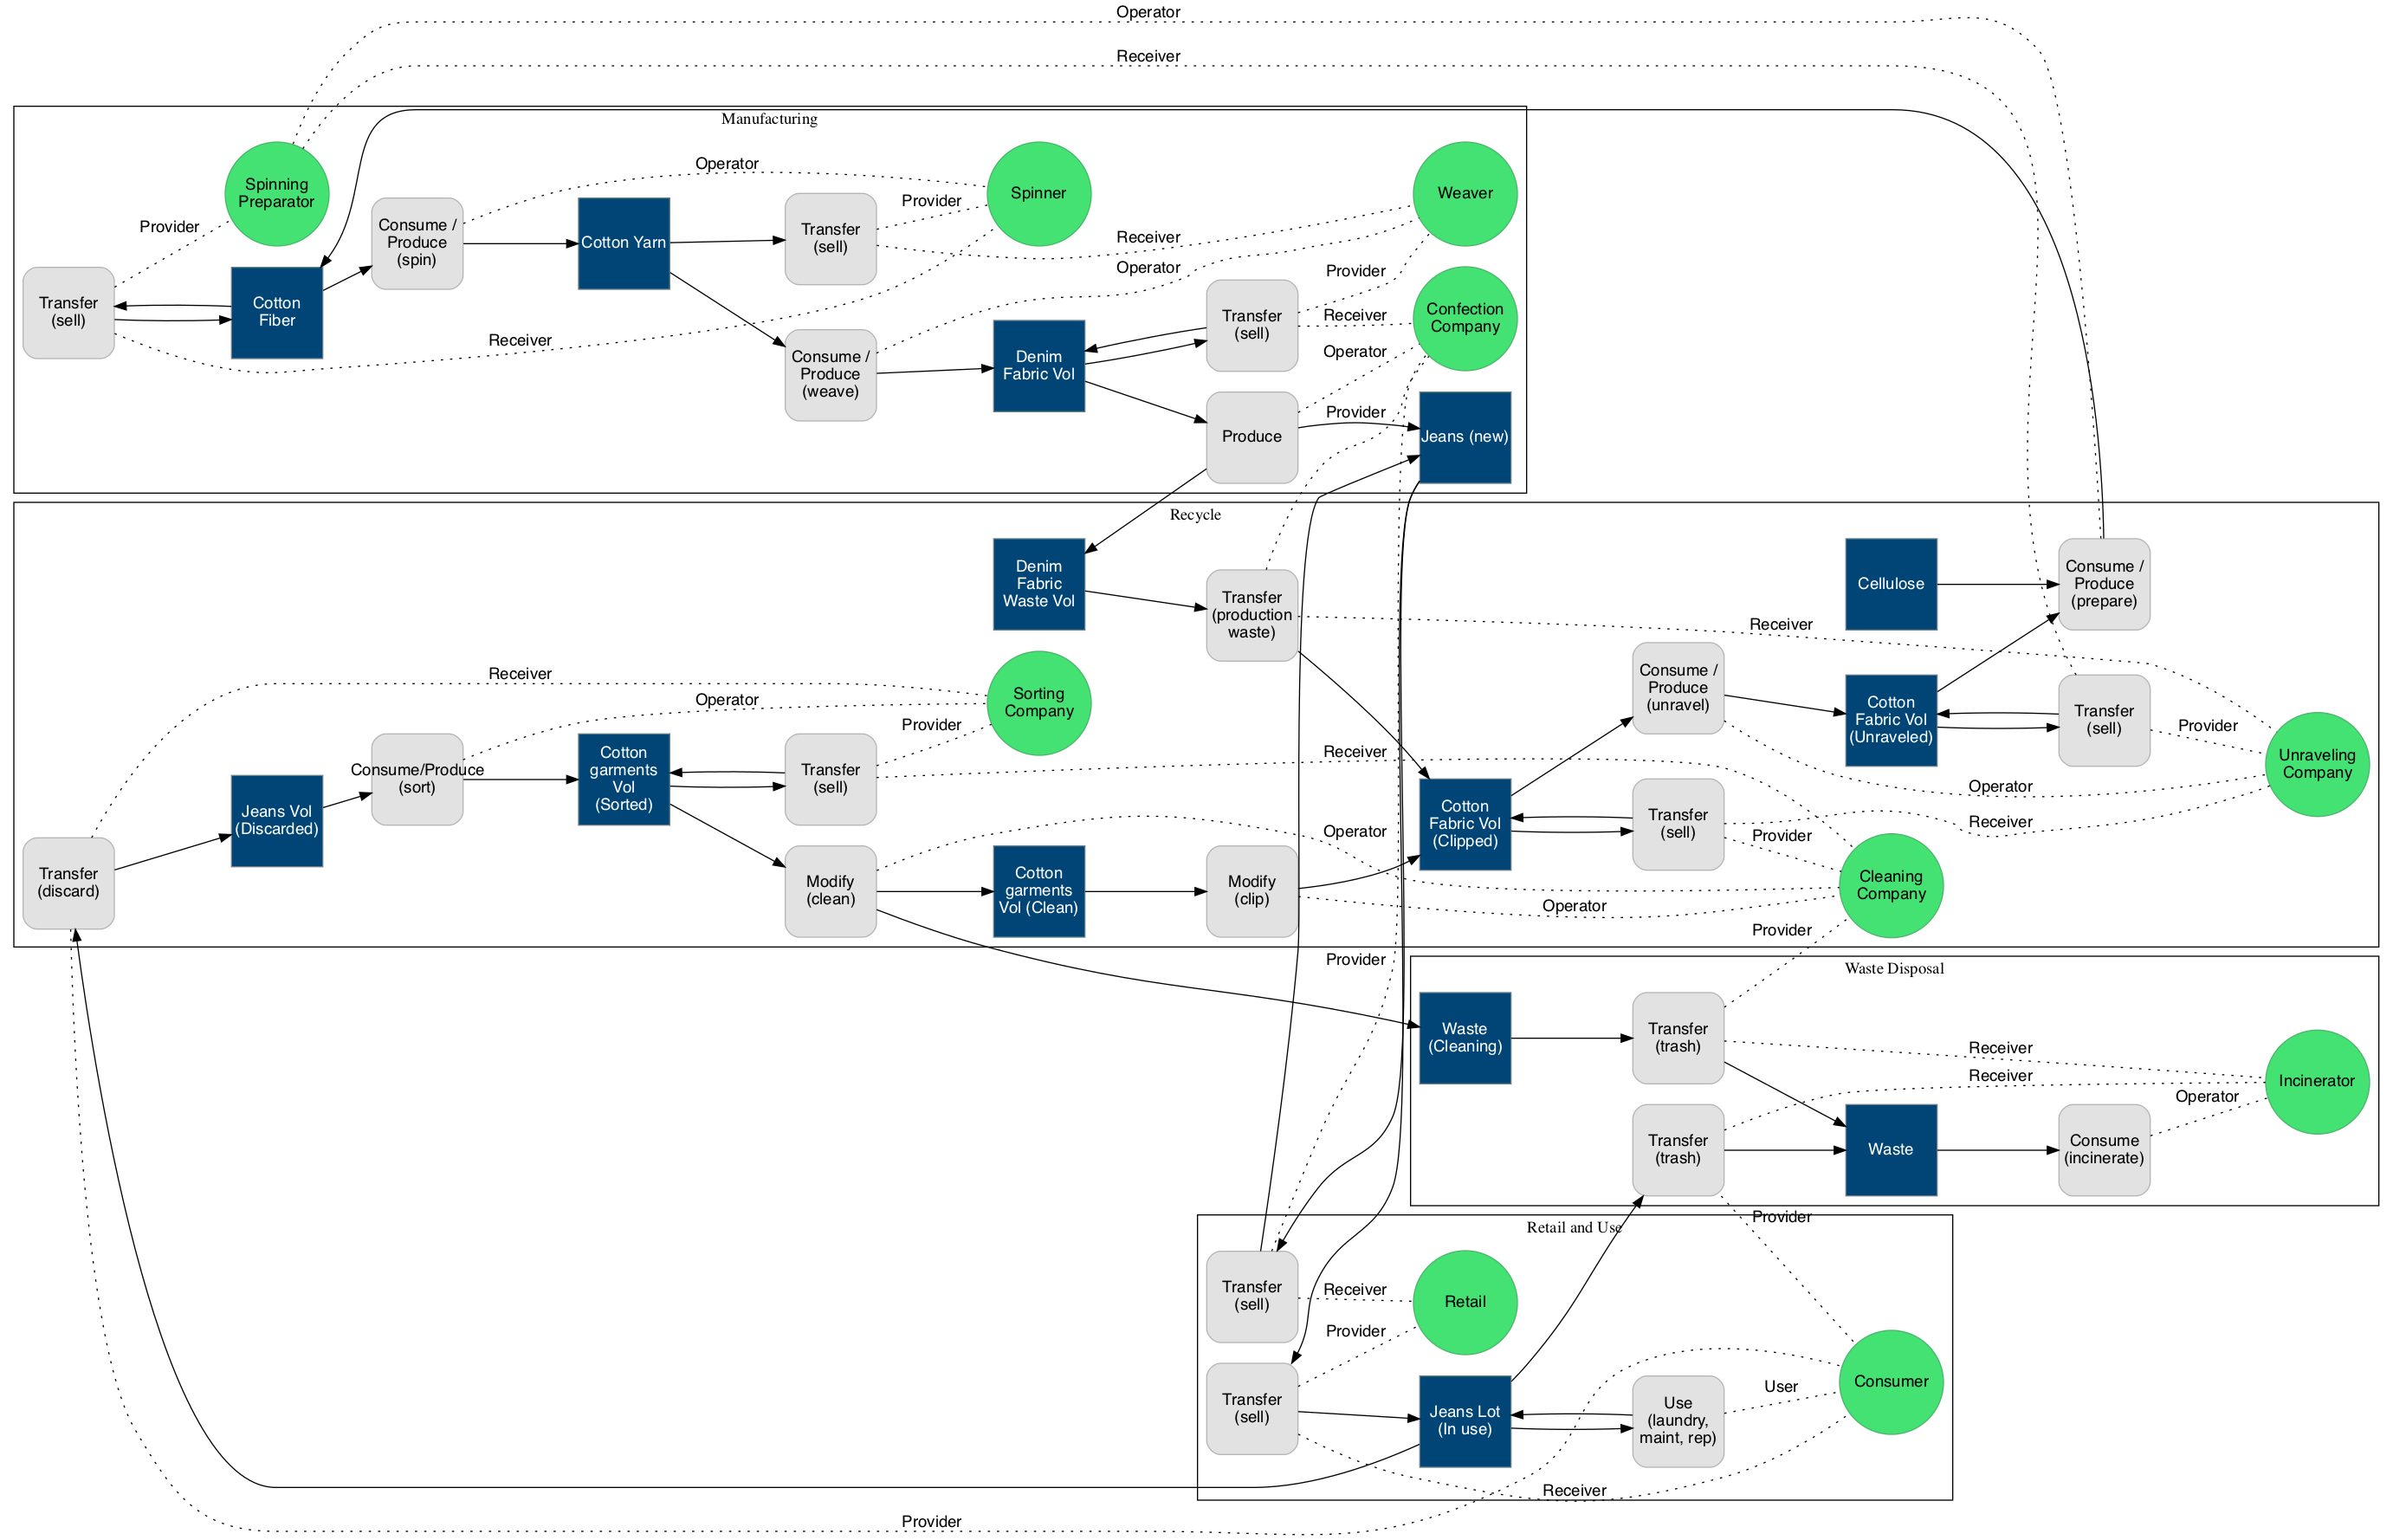 Operator
Receiver
Manufacturing
Spinning
Preparator
Provider
Transfer
(sell)
Cotton
Fiber
Consume /
Produce
(spin)
Operator
Cotton Yarn
Transfer
(sell)
Provider
Spinner
Receiver
Receiver
Operator
Weaver
Consume /
Produce
(weave)
Denim
Fabric Vol
Transfer
(sell)
Provider
Receiver
Confection
Company
Operator
Produce
Provider
Jeans (new)
Recycle
Denim
Fabric
Waste Vol
Transfer
(production
waste)
Receiver
Cellulose
Consume /
Produce
(prepare)
Receiver
Operator
Sorting
Company
Provider
Transfer
(discard)
Jeans Vol
(Discarded)
Consume/Produce
(sort)
Cotton
garments
Vol
(Sorted)
Transfer
(sell)
Receiver
Modify
(clean)
Operator
Cotton
garments
Vol (Clean)
Modify
(clip)
Operator
Cotton
Fabric Vol
(Clipped)
Consume /
Produce
(unravel)
Transfer
(sell)
Provider
Cotton
Fabric Vol
(Unraveled)
Transfer
(sell)
Provider
Operator
Receiver
Unraveling
Company
Cleaning
Company
Provider
Provider
Waste Disposal
Waste
(Cleaning)
Transfer
(trash)
Receiver
Receiver
Operator
Incinerator
Transfer
(trash)
Waste
Consume
(incinerate)
Provider
Retail and Use
Transfer
(sell)
Receiver
Retail
Provider
Transfer
(sell)
Jeans Lot
(In use)
Use
(laundry,
maint, rep)
User
Consumer
Receiver
Provider